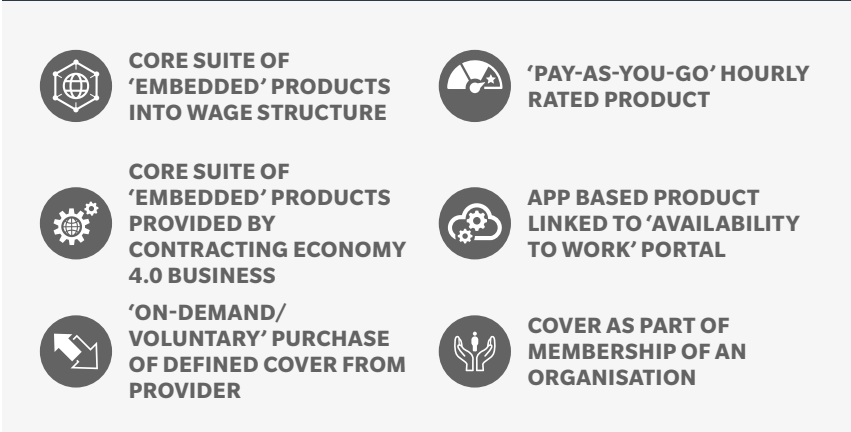 CORE SUITE OF
‘EMBEDDED’ PRODUCTS
INTO WAGE STRUCTURE
‘PAY-AS-YOU-GO’ HOURLY
RATED PRODUCT
CORE SUITE OF
‘EMBEDDED’ PRODUCTS
PROVIDED BY
CONTRACTING ECONOMY
4.0 BUSINESS
APP BASED PRODUCT
LINKED TO ‘AVAILABILITY
TO WORK’ PORTAL
‘ON-DEMAND/
VOLUNTARY’ PURCHASE
OF DEFINED COVER FROM
PROVIDER
COVER AS PART OF
MEMBERSHIP OF AN
ORGANISATION